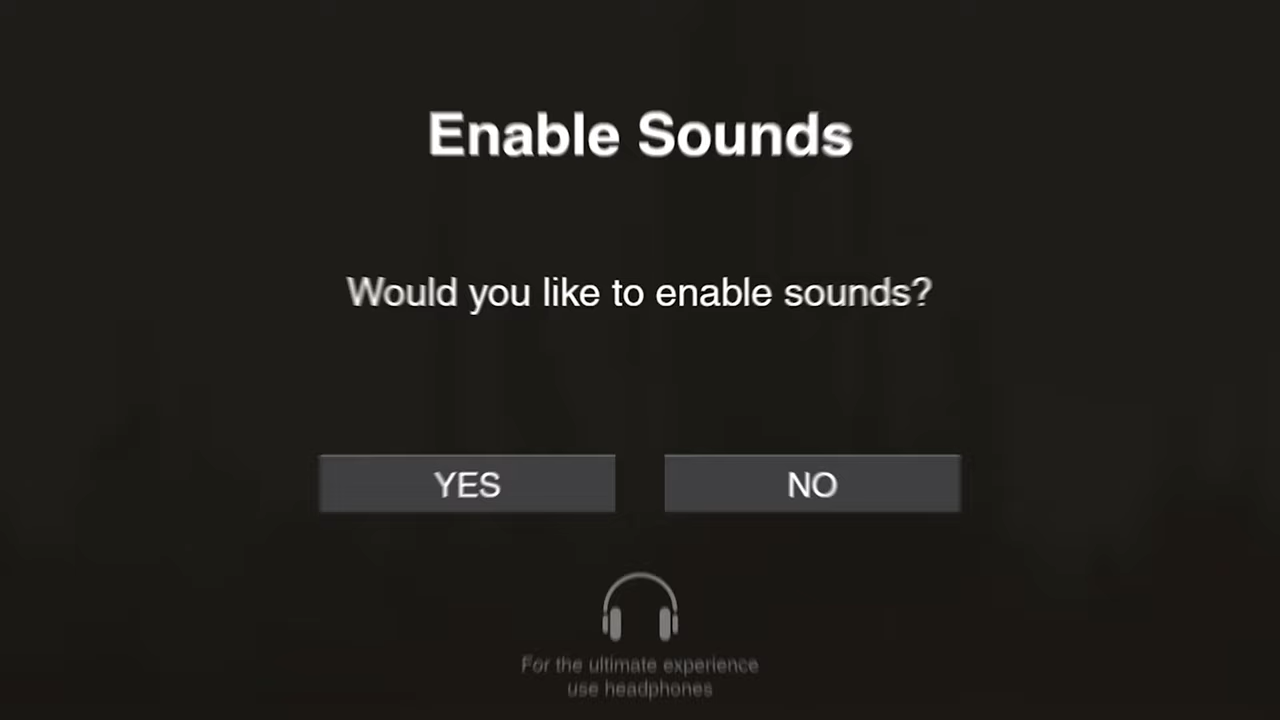 Enable Sounds
Would you like to enable sounds?
YES
NO
For the ultimate experience
use headphones